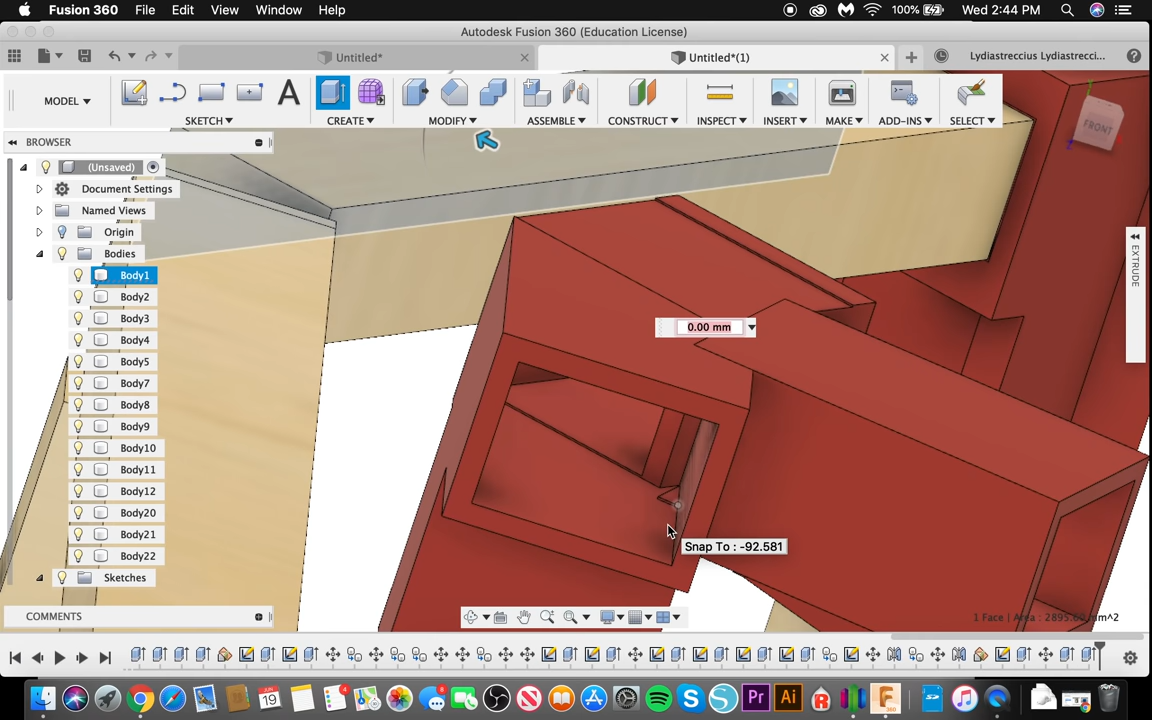 Fusion 360 File Edit View Window Help 100% Wed 2:44 PM
Autodesk Fusion 360 (Education License)
Untitled* Untitled*(1) Lydiastreccius Lydiastrecci...
MODEL SKETCH CREATE MODIFY ASSEMBLE CONSTRUCT INSPECT INSERT MAKE ADD-INS SELECT
BROWSER
FRONT
(Unsaved)
Document Settings
Named Views
Origin
Bodies
Body1
Body2
Body3
Body4
Body5
Body7
Body8
Body9
Body10
Body11
Body12
Body20
Body21
Body22
Sketches
EXTRUDE
0.00 mm
Snap To : -92.581
COMMENTS